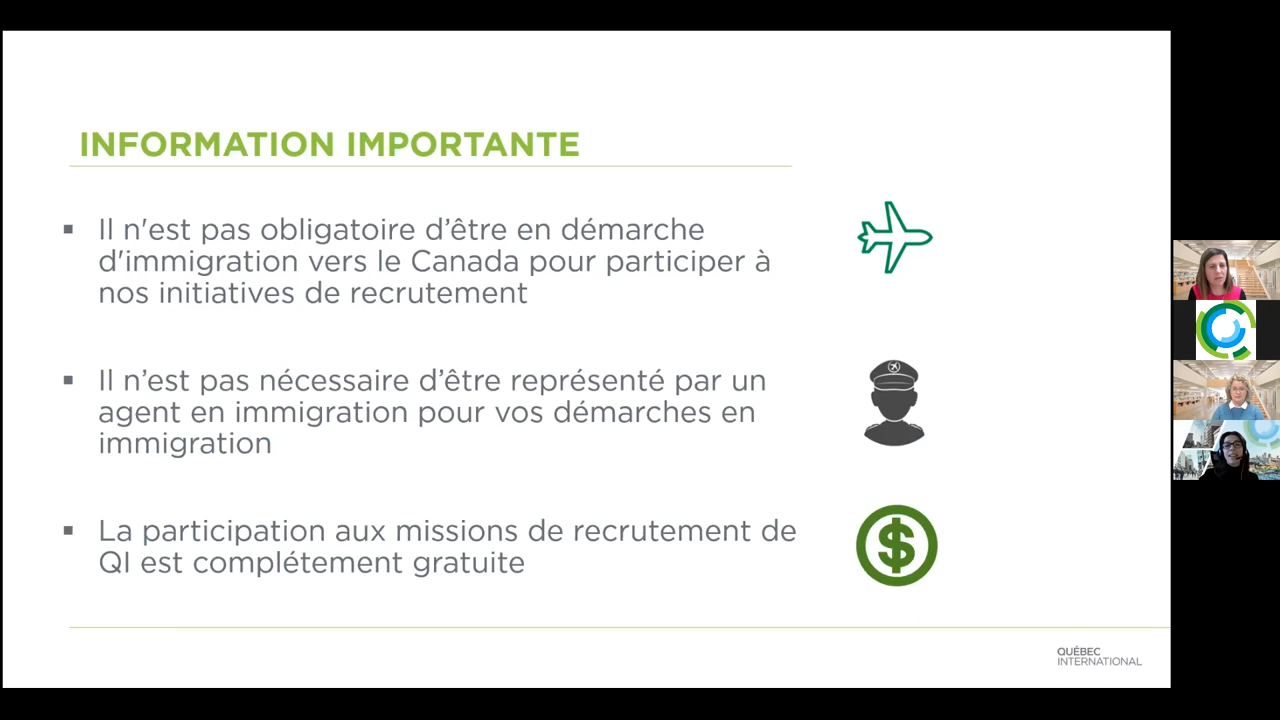 INFORMATION IMPORTANTE
▪ Il n'est pas obligatoire d’être en démarche
d'immigration vers le Canada pour participer à
nos initiatives de recrutement
▪ Il n’est pas nécessaire d’être représenté par un
agent en immigration pour vos démarches en
immigration
▪ La participation aux missions de recrutement de
QI est complétement gratuite
QUÉBEC
INTERNATIONAL